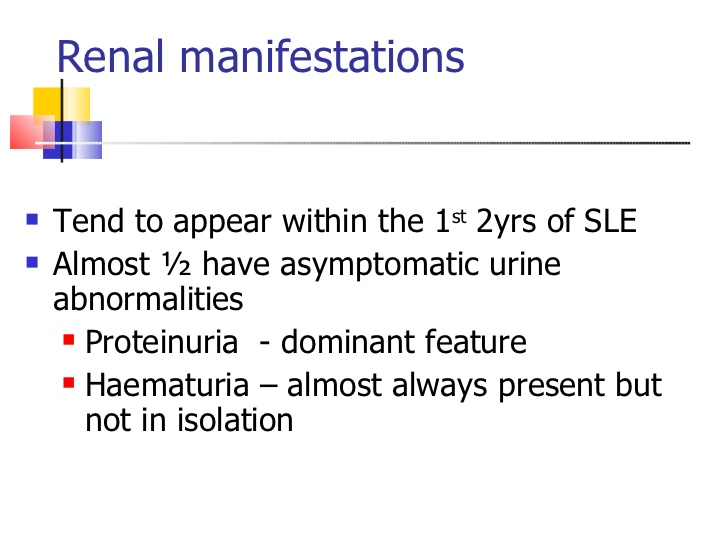 Renal manifestations
Tend to appear within the 1st 2yrs of SLE
Almost ½ have asymptomatic urine
abnormalities
Proteinuria  - dominant feature
Haematuria – almost always present but
not in isolation